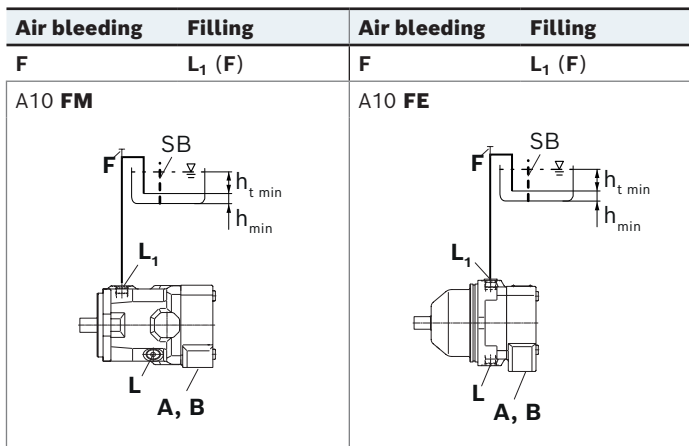 Air bleeding Filling Air bleeding Filling
F L₁ (F) F L₁ (F)
A10 FM
F SB
hₜ ₘᵢₙ
hₘᵢₙ
L₁
L
A, B
A10 FE
F SB
hₜ ₘᵢₙ
hₘᵢₙ
L₁
L
A, B